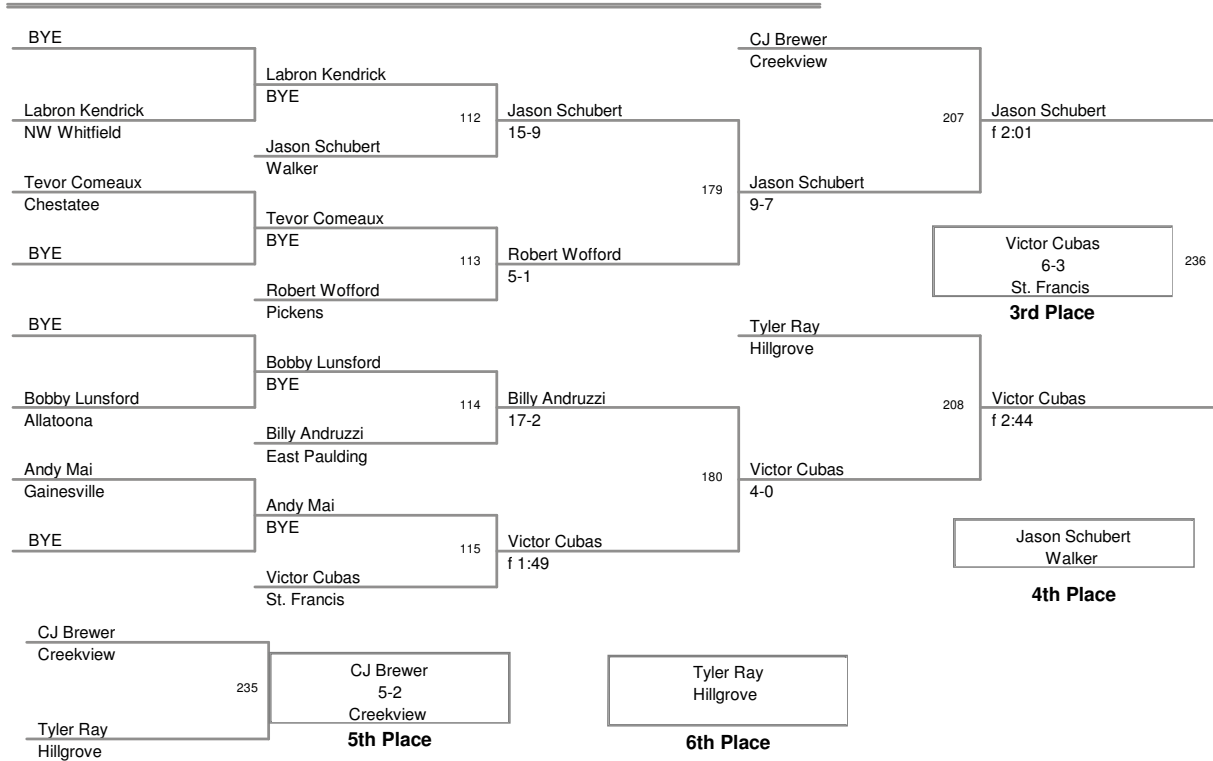 BYE
CJ Brewer
Creekview
Labron Kendrick
BYE
Labron Kendrick
NW Whitfield
112
Jason Schubert
15-9
207
Jason Schubert
f 2:01
Jason Schubert
Walker
Tevor Comeaux
Chestatee
179
Jason Schubert
9-7
Tevor Comeaux
BYE
BYE
113
Robert Wofford
5-1
Victor Cubas
6-3
St. Francis
236
3rd Place
Robert Wofford
Pickens
BYE
Tyler Ray
Hillgrove
Bobby Lunsford
BYE
Bobby Lunsford
Allatoona
114
Billy Andruzzi
17-2
208
Victor Cubas
f 2:44
Billy Andruzzi
East Paulding
Andy Mai
Gainesville
180
Victor Cubas
4-0
Andy Mai
BYE
BYE
115
Victor Cubas
f 1:49
Jason Schubert
Walker
4th Place
Victor Cubas
St. Francis
CJ Brewer
Creekview
235
CJ Brewer
5-2
Creekview
5th Place
Tyler Ray
Hillgrove
6th Place
Tyler Ray
Hillgrove